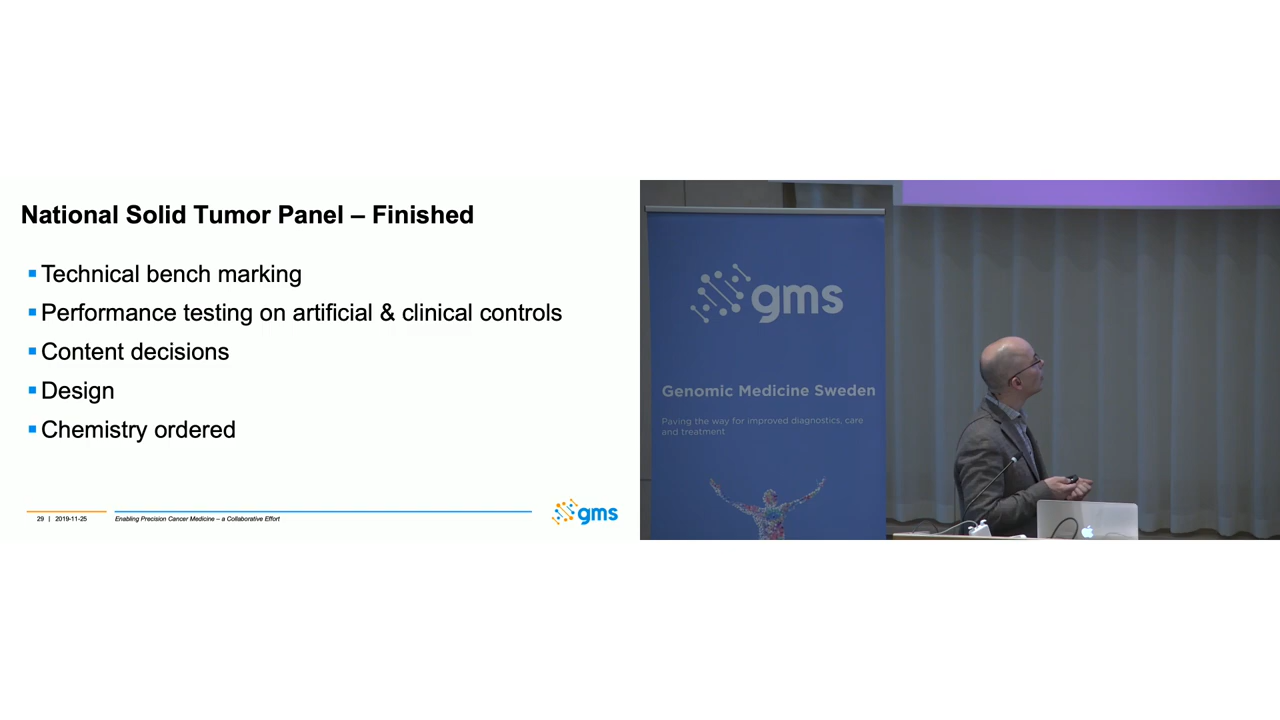 National Solid Tumor Panel – Finished
Technical bench marking
Performance testing on artificial & clinical controls
Content decisions
Design
Chemistry ordered
29 | 2019-11-25
Enabling Precision Cancer Medicine – a Collaborative Effort
gms
gms
Genomic Medicine Sweden
Paving the way for improved diagnostics, care
and treatment